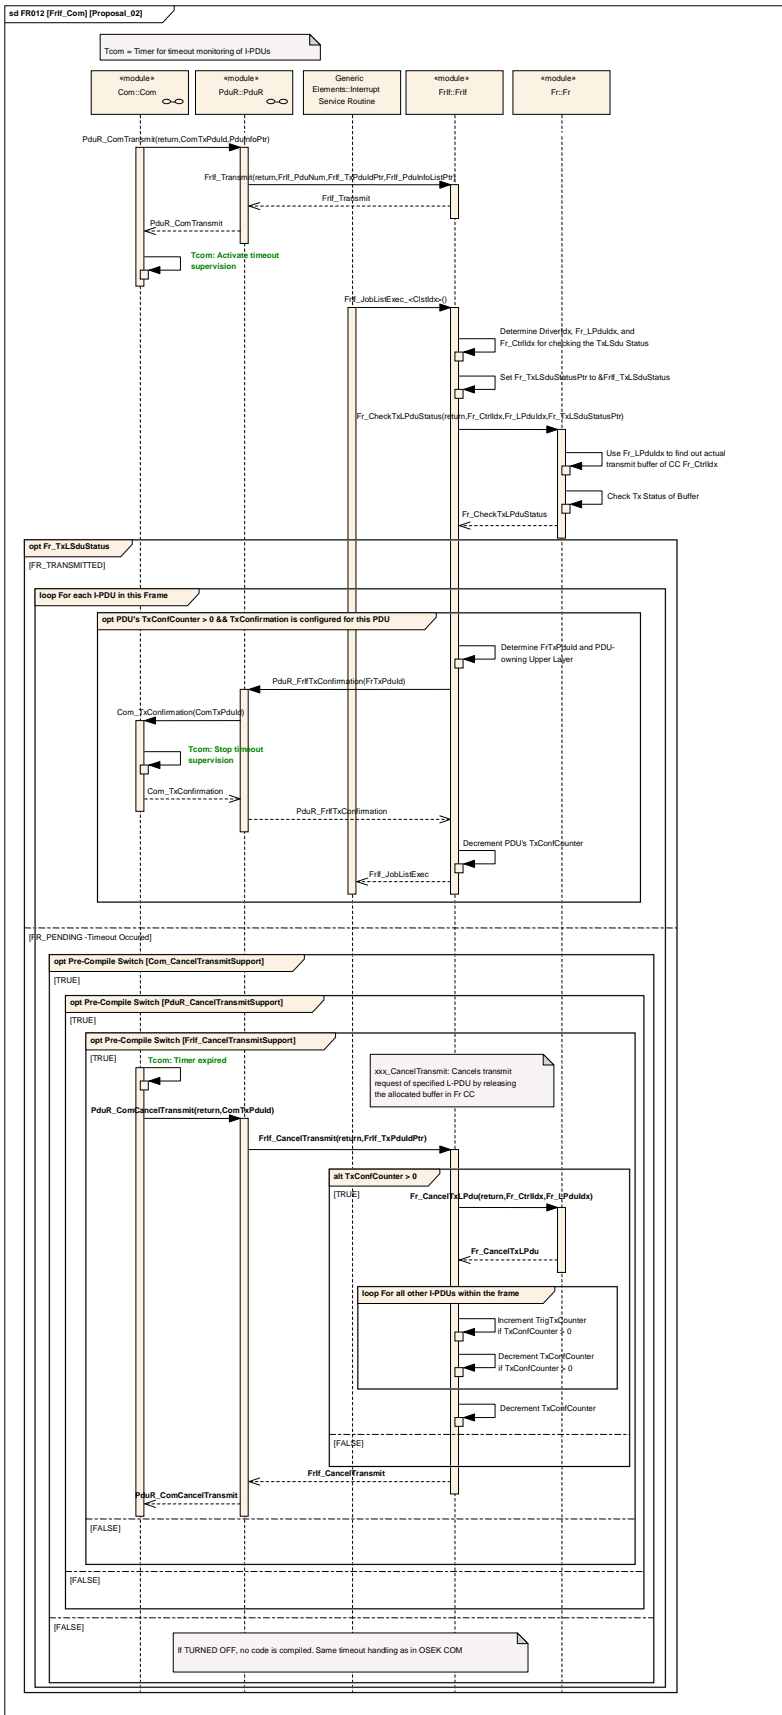 sd FR012 [FrIf_Com] [Proposal_02]
Tcom = Timer for timeout monitoring of I-PDUs
«module»
Com::Com
«module»
PduR::PduR
Generic
Elements::Interrupt
Service Routine
«module»
FrIf::FrIf
«module»
Fr::Fr
PduR_ComTransmit(return,ComTxPduId,PduInfoPtr)
FrIf_Transmit(return,FrIf_PduNum,FrIf_TxPduIdPtr,FrIf_PduInfoListPtr)
FrIf_Transmit
PduR_ComTransmit
Tcom: Activate timeout
supervision
FrIf_JobListExec_<ClstIdx>()
Determine DriverIdx, Fr_LPduIdx, and
Fr_CtrlIdx for checking the TxLSdu Status
Set Fr_TxLSduStatusPtr to &FrIf_TxLSduStatus
Fr_CheckTxLPduStatus(return,Fr_CtrlIdx,Fr_LPduIdx,Fr_TxLSduStatusPtr)
Use Fr_LPduIdx to find out actual
transmit buffer of CC Fr_CtrlIdx
Check Tx Status of Buffer
Fr_CheckTxLPduStatus
opt Fr_TxLSduStatus
[FR_TRANSMITTED]
loop For each I-PDU in this Frame
opt PDU's TxConfCounter > 0 && TxConfirmation is configured for this PDU
Determine FrTxPduId and PDU-
owning Upper Layer
PduR_FrIfTxConfirmation(FrTxPduId)
Com_TxConfirmation(ComTxPduId)
Tcom: Stop timeout
supervision
Com_TxConfirmation
PduR_FrIfTxConfirmation
Decrement PDU's TxConfCounter
FrIf_JobListExec
[FR_PENDING -Timeout Occured]
opt Pre-Compile Switch [Com_CancelTransmitSupport]
[TRUE]
opt Pre-Compile Switch [PduR_CancelTransmitSupport]
[TRUE]
opt Pre-Compile Switch [FrIf_CancelTransmitSupport]
[TRUE]
Tcom: Timer expired
xxx_CancelTransmit: Cancels transmit
request of specified L-PDU by releasing
the allocated buffer in Fr CC
PduR_ComCancelTransmit(return,ComTxPduId)
FrIf_CancelTransmit(return,FrIf_TxPduIdPtr)
alt TxConfCounter > 0
[TRUE]
Fr_CancelTxLPdu(return,Fr_CtrlIdx,Fr_LPduIdx)
Fr_CancelTxLPdu
loop For all other I-PDUs within the frame
Increment TrigTxCounter
if TxConfCounter > 0
Decrement TxConfCounter
if TxConfCounter > 0
Decrement TxConfCounter
[FALSE]
FrIf_CancelTransmit
PduR_ComCancelTransmit
[FALSE]
[FALSE]
[FALSE]
If TURNED OFF, no code is compiled. Same timeout handling as in OSEK COM